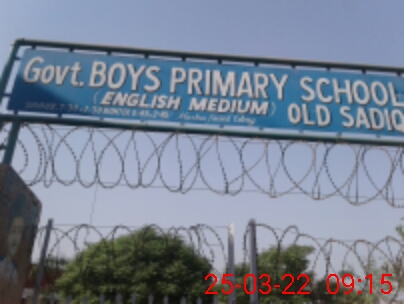 Govt. BOYS PRIMARY SCHOOL
(ENGLISH MEDIUM) OLD SADIQ
25-03-22 09:15